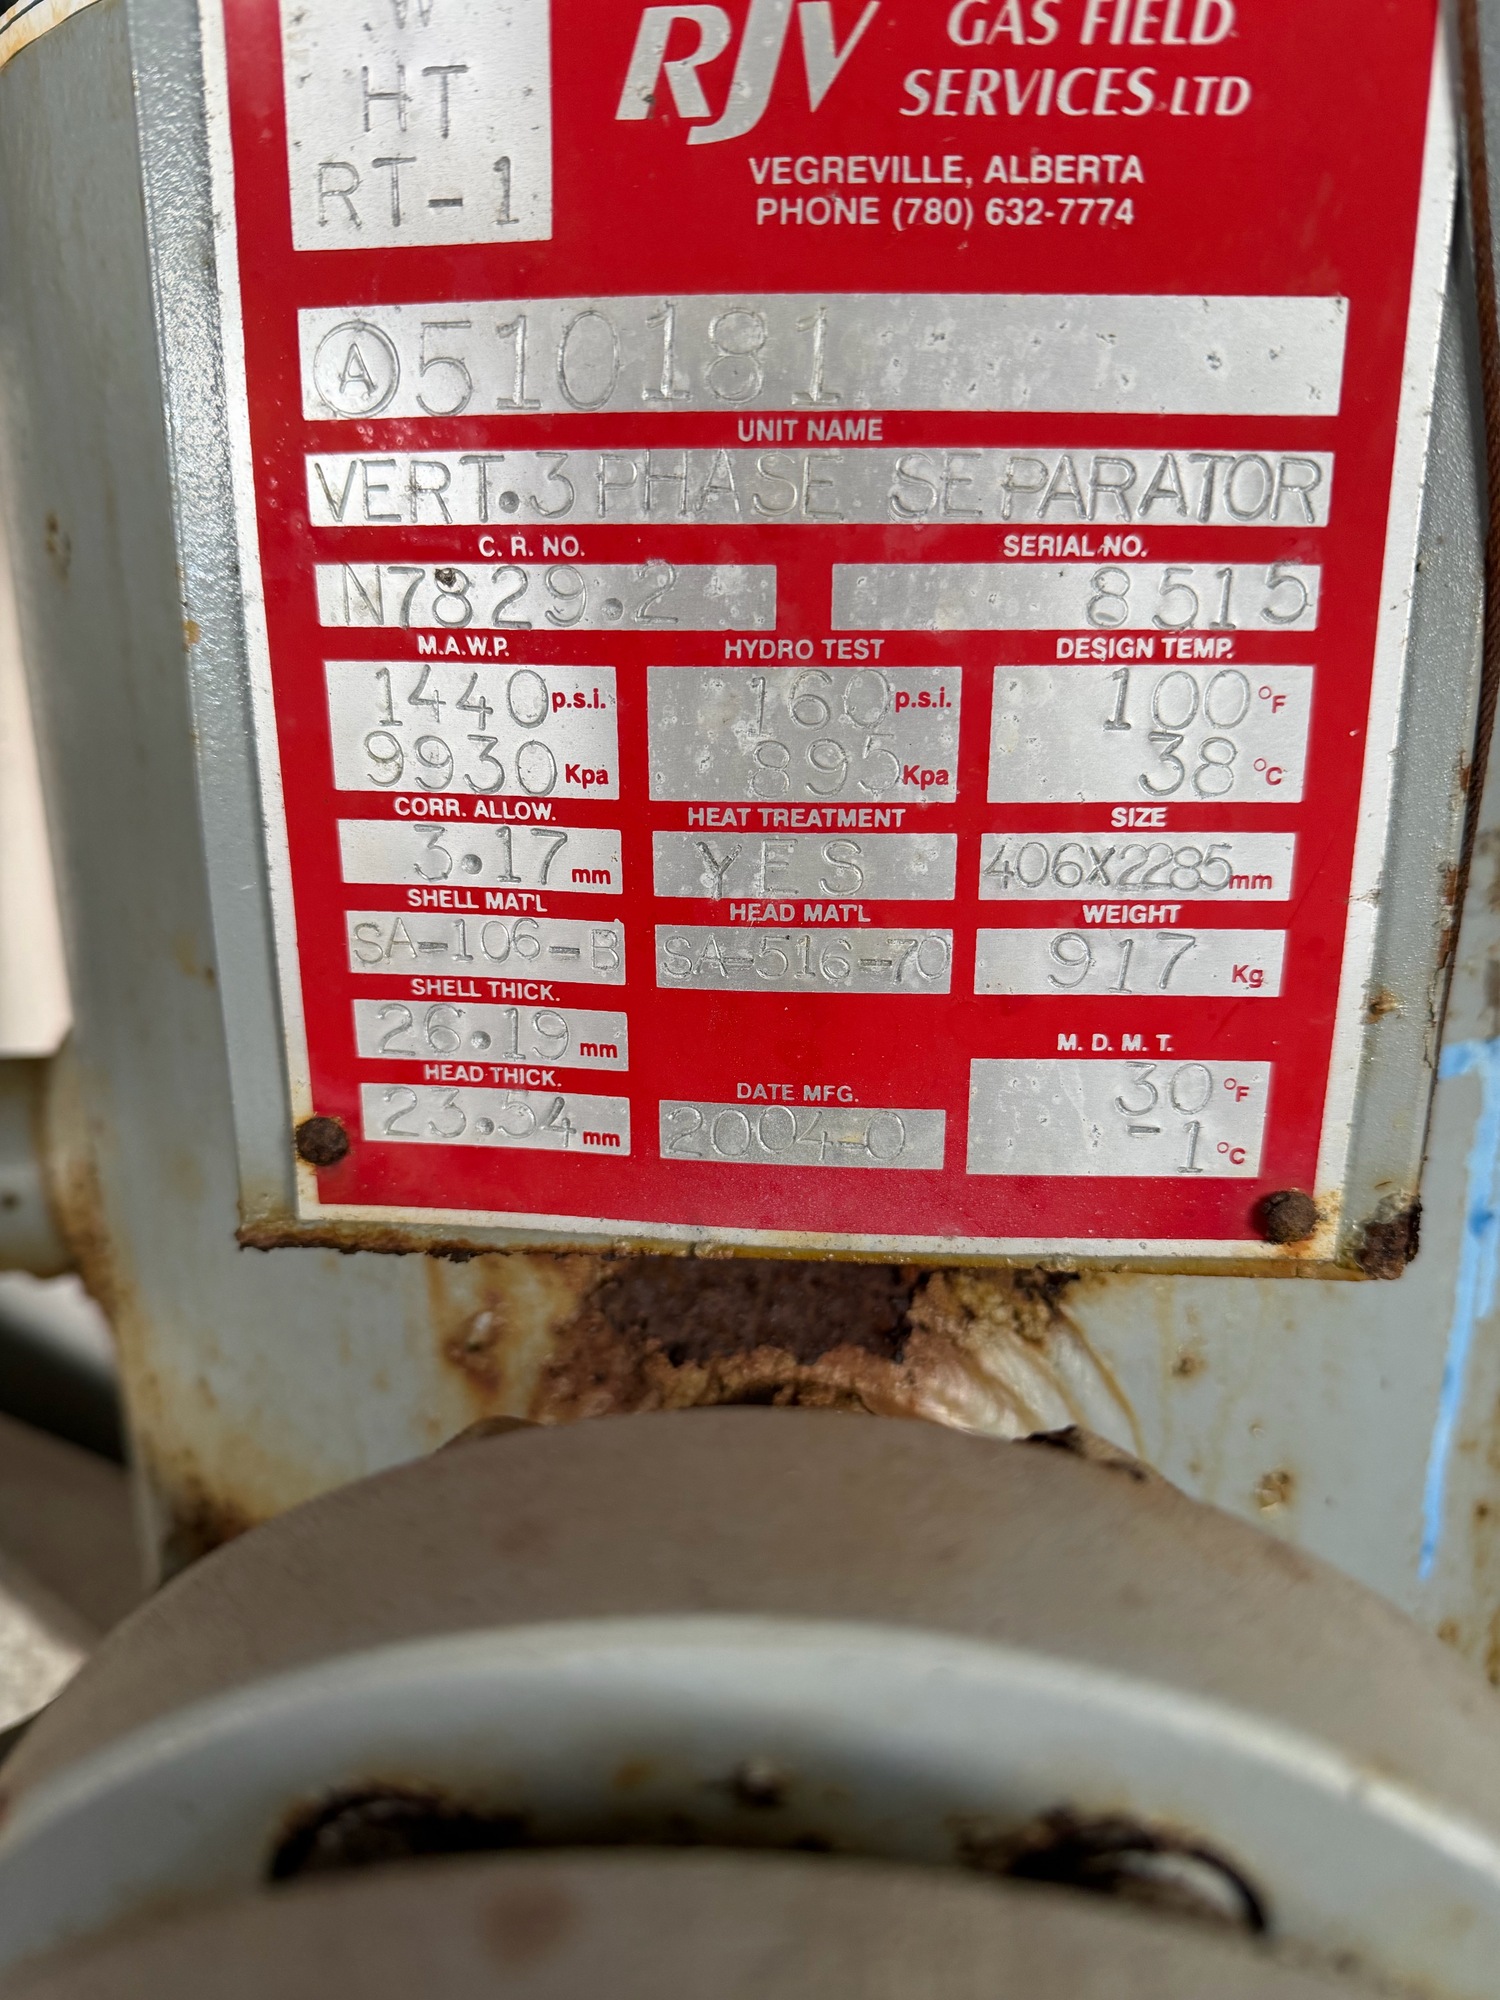 W
HT
RT-1
RJV GAS FIELD
SERVICES LTD
VEGREVILLE, ALBERTA
PHONE (780) 632-7774
Ⓐ510181
UNIT NAME
VERT.3 PHASE SEPARATOR
C. R. NO. SERIAL NO.
N7829.2 8515
M.A.W.P. HYDRO TEST DESIGN TEMP.
1440 p.s.i. 160 p.s.i. 100 °F
9930 Kpa 895 Kpa 38 °C
CORR. ALLOW. HEAT TREATMENT SIZE
3.17 mm YES 406X2285 mm
SHELL MAT'L HEAD MAT'L WEIGHT
SA-106-B SA-516-70 917 Kg
SHELL THICK.
26.19 mm
M. D. M. T.
HEAD THICK. DATE MFG. 30 °F
23.54 mm 2004-0 -1 °C